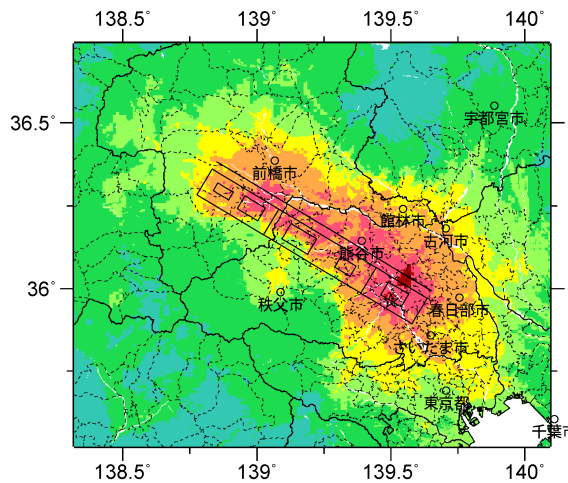 138.5° 139° 139.5° 140°
36.5°
宇都宮市
前橋市
館林市
古河市
熊谷市
36°
秩父市
春日部市
さいたま市
東京都
千葉市
138.5° 139° 139.5° 140°